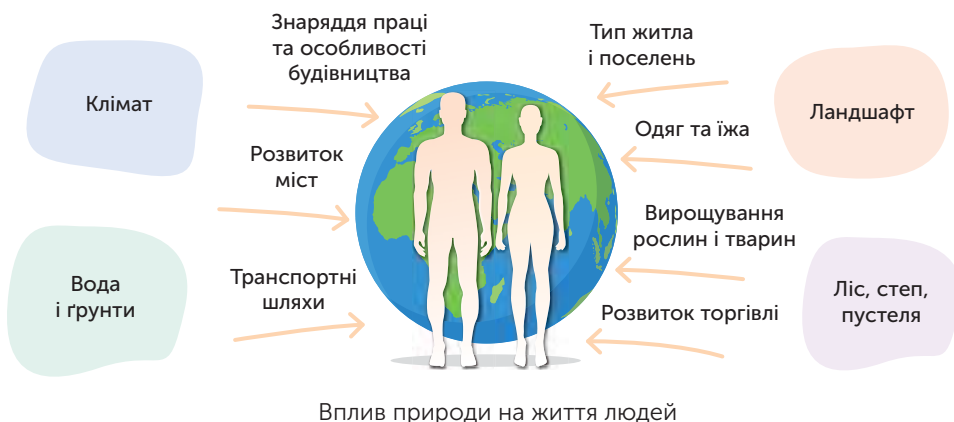 Знаряддя праці
та особливості
будівництва
Тип житла
і поселень
Клімат
Ландшафт
Одяг та їжа
Розвиток
міст
Вирощування
рослин і тварин
Вода
і ґрунти
Транспортні
шляхи
Ліс, степ,
пустеля
Розвиток торгівлі
Вплив природи на життя людей